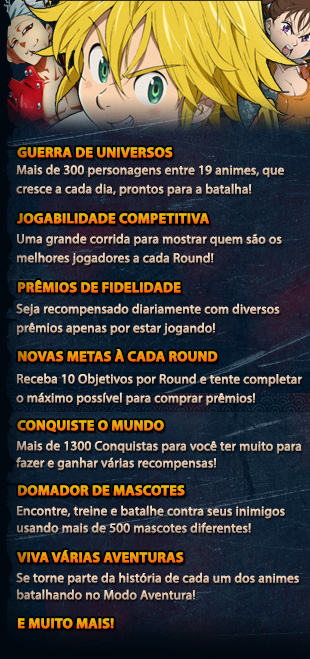 GUERRA DE UNIVERSOS
Mais de 300 personagens entre 19 animes, que
cresce a cada dia, prontos para a batalha!
JOGABILIDADE COMPETITIVA
Uma grande corrida para mostrar quem são os
melhores jogadores a cada Round!
PRÊMIOS DE FIDELIDADE
Seja recompensado diariamente com diversos
prêmios apenas por estar jogando!
NOVAS METAS À CADA ROUND
Receba 10 Objetivos por Round e tente completar
o máximo possível para comprar prêmios!
CONQUISTE O MUNDO
Mais de 1300 Conquistas para você ter muito para
fazer e ganhar várias recompensas!
DOMADOR DE MASCOTES
Encontre, treine e batalhe contra seus inimigos
usando mais de 500 mascotes diferentes!
VIVA VÁRIAS AVENTURAS
Se torne parte da história de cada um dos animes
batalhando no Modo Aventura!
E MUITO MAIS!